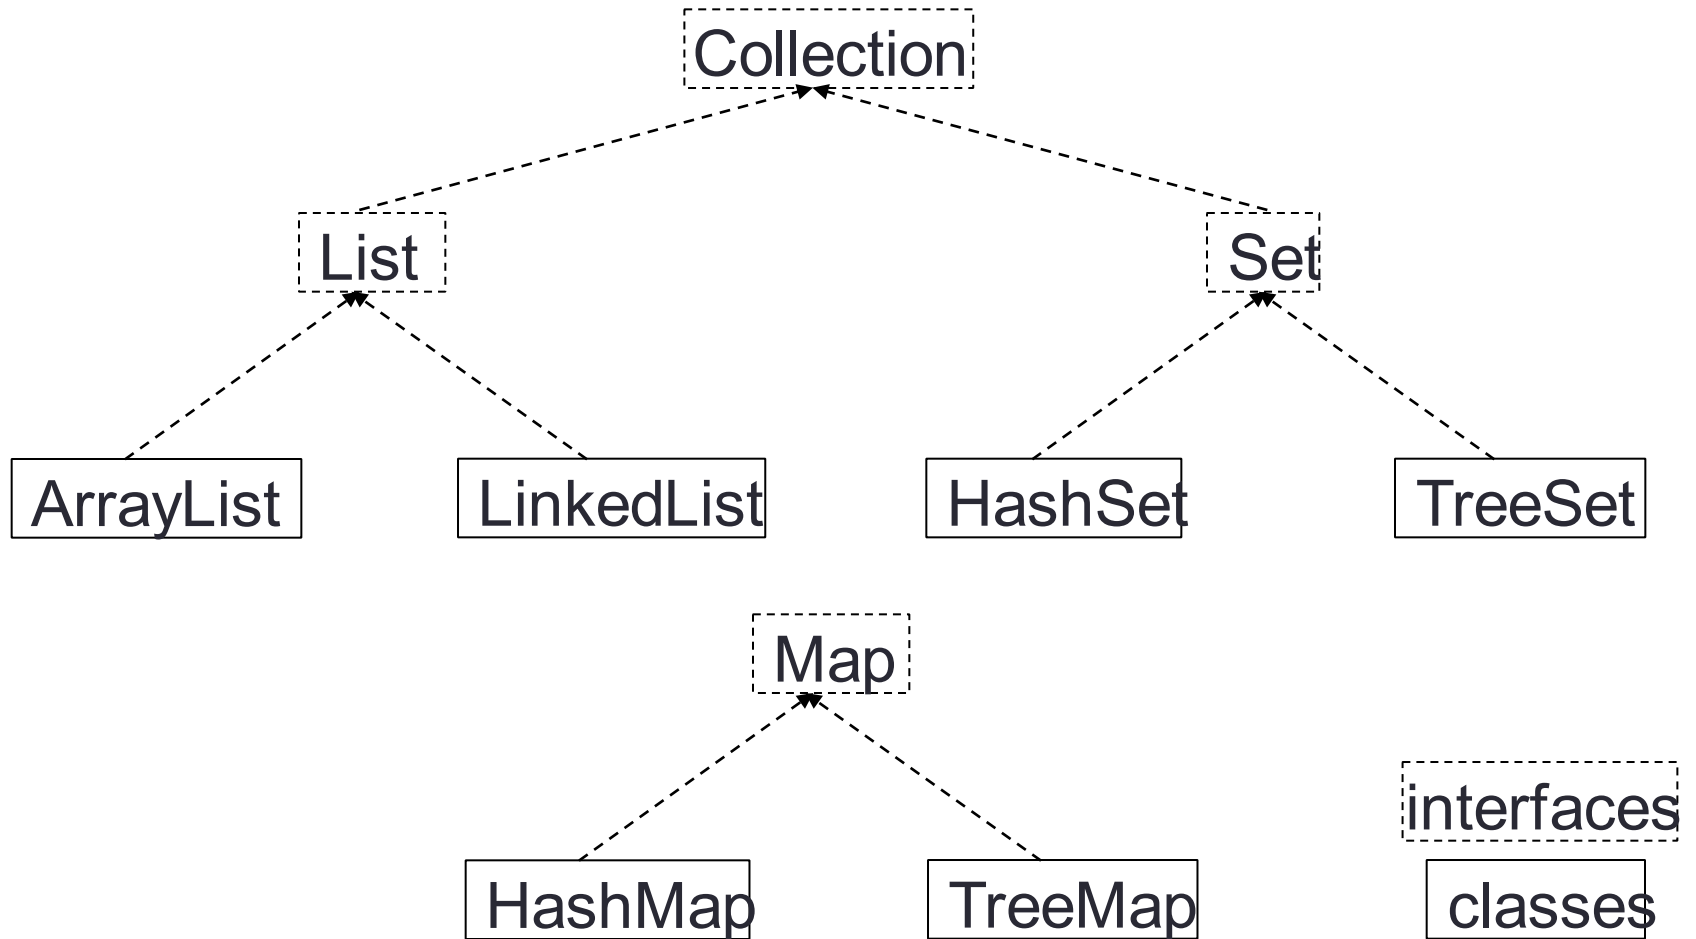 Collection
List
Set
ArrayList
LinkedList
HashSet
TreeSet
Map
interfaces
HashMap
TreeMap
classes